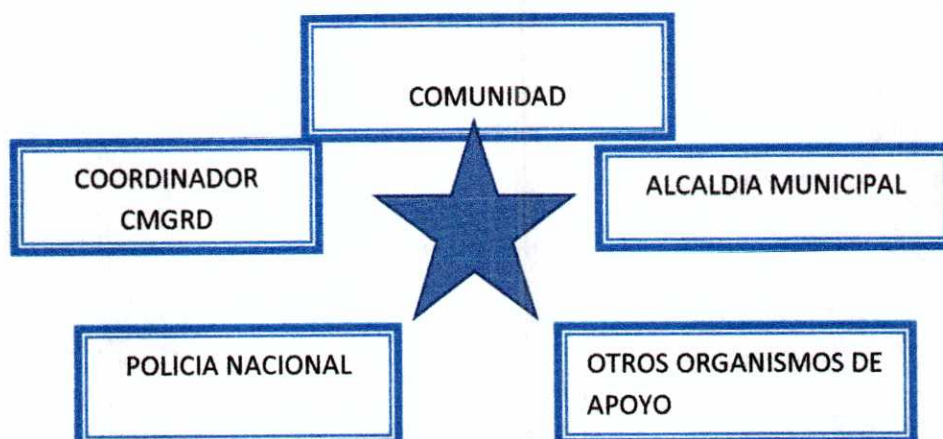 COMUNIDAD
COORDINADOR
CMGRD
ALCALDIA MUNICIPAL
POLICIA NACIONAL
OTROS ORGANISMOS DE
APOYO